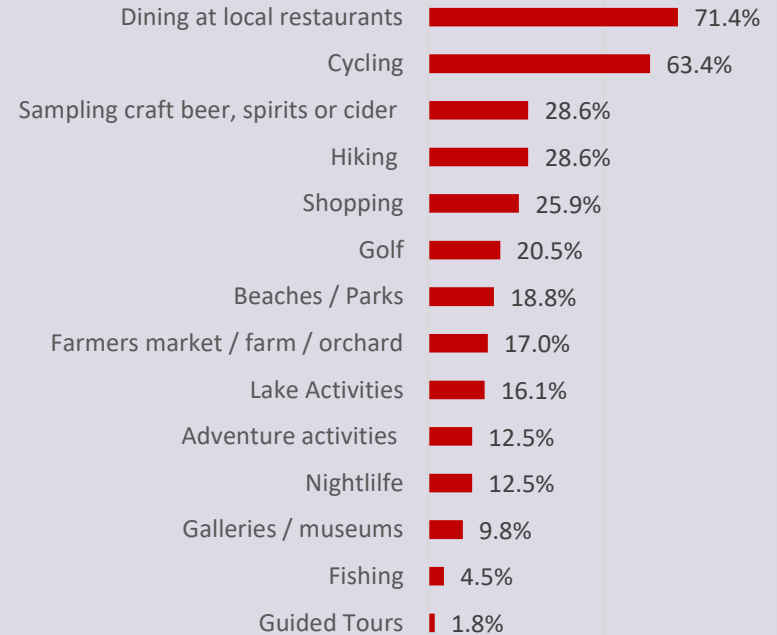 Dining at local restaurants 71.4%
Cycling 63.4%
Sampling craft beer, spirits or cider 28.6%
Hiking 28.6%
Shopping 25.9%
Golf 20.5%
Beaches / Parks 18.8%
Farmers market / farm / orchard 17.0%
Lake Activities 16.1%
Adventure activities 12.5%
Nightlilfe 12.5%
Galleries / museums 9.8%
Fishing 4.5%
Guided Tours 1.8%